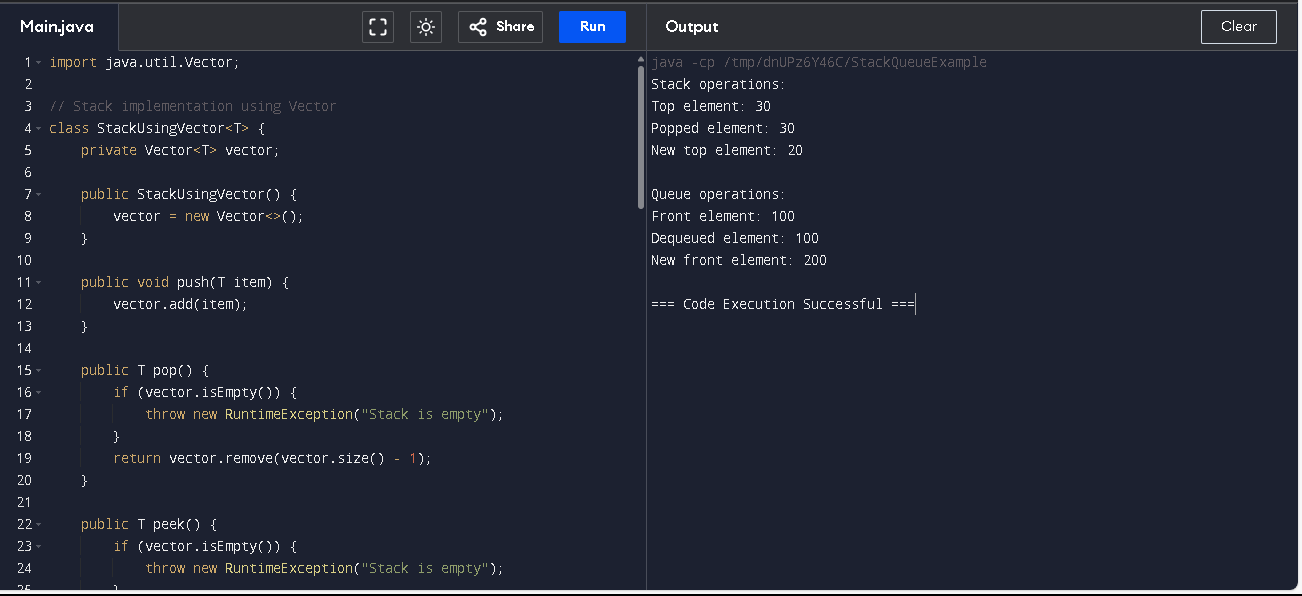 Main.java
Share
Run
Output
Clear
1 import java.util.Vector;
2
3 // Stack implementation using Vector
4 class StackUsingVector<T> {
5     private Vector<T> vector;
6
7     public StackUsingVector() {
8         vector = new Vector<>();
9     }
10
11     public void push(T item) {
12         vector.add(item);
13     }
14
15     public T pop() {
16         if (vector.isEmpty()) {
17             throw new RuntimeException("Stack is empty");
18         }
19         return vector.remove(vector.size() - 1);
20     }
21
22     public T peek() {
23         if (vector.isEmpty()) {
24             throw new RuntimeException("Stack is empty");
25         }
java -cp /tmp/dnUPz6Y46C/StackQueueExample
Stack operations:
Top element: 30
Popped element: 30
New top element: 20
Queue operations:
Front element: 100
Dequeued element: 100
New front element: 200
=== Code Execution Successful ===